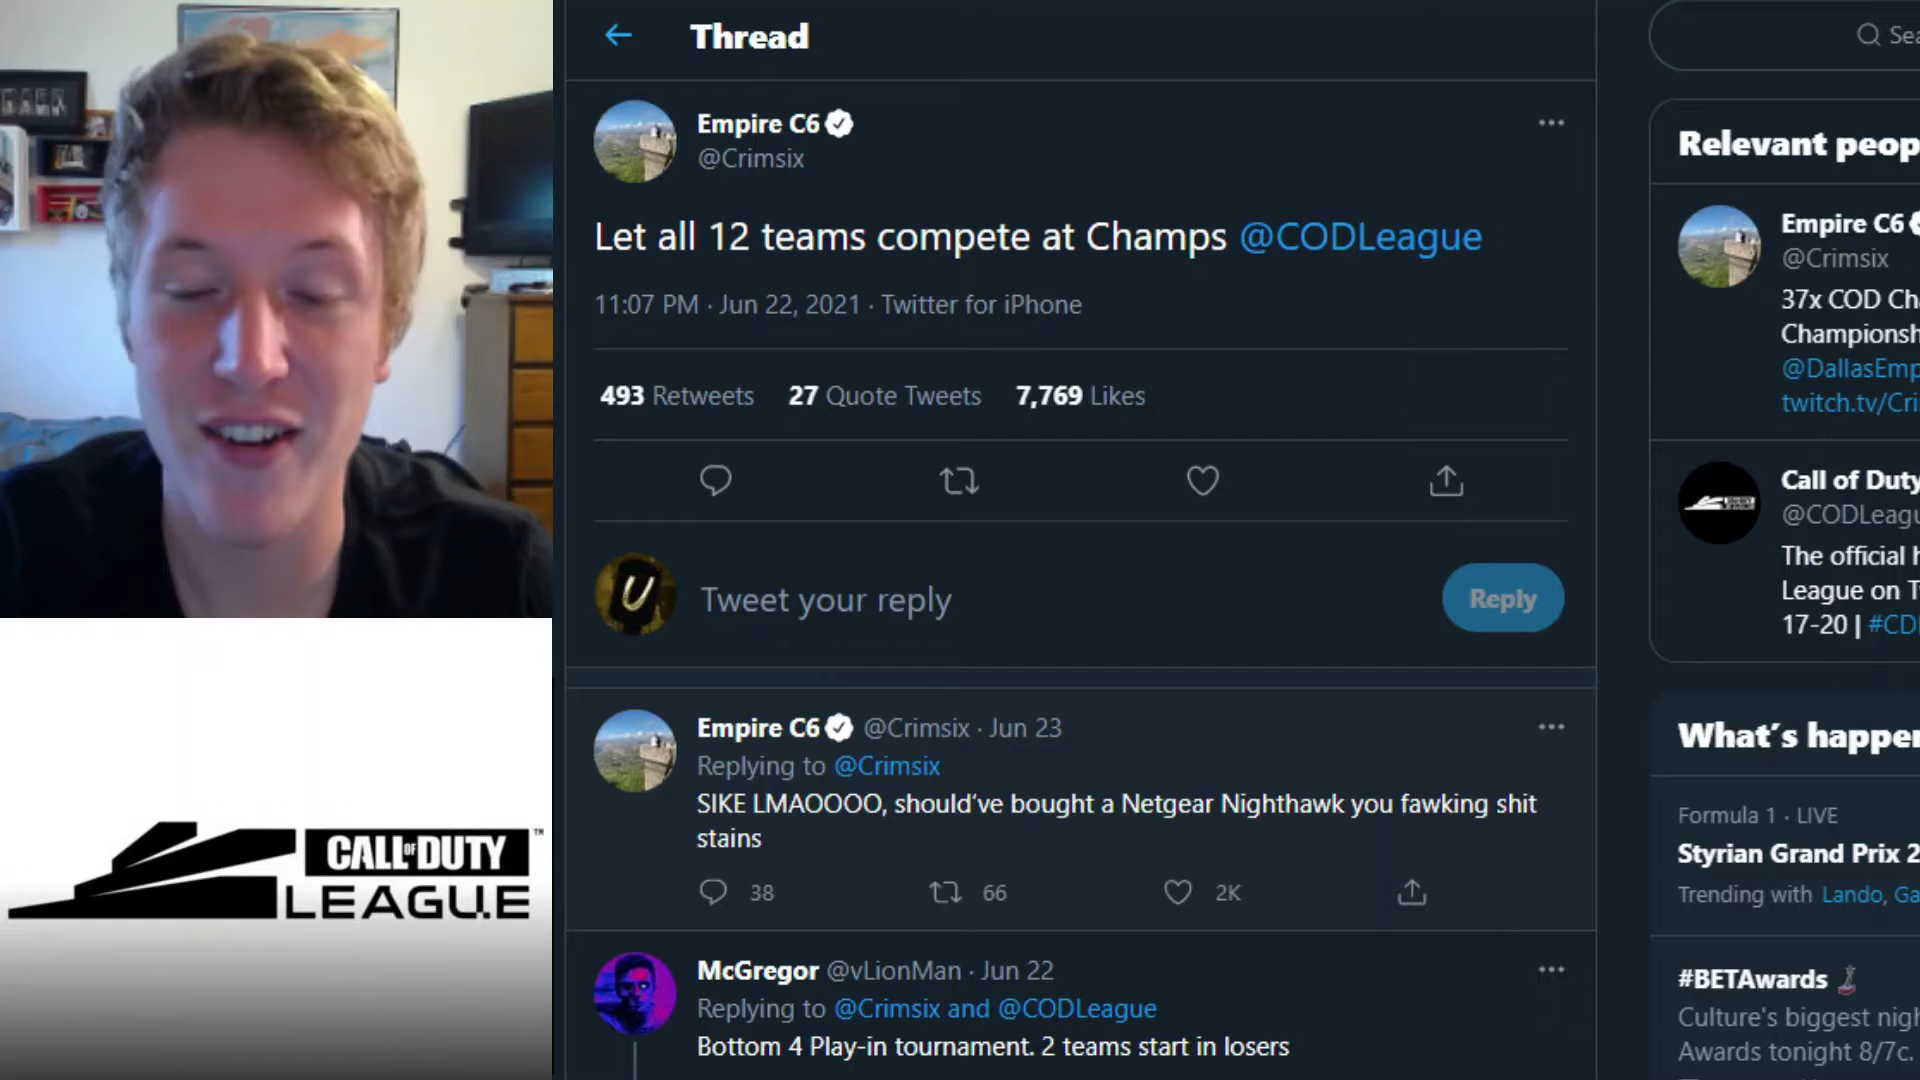 Thread
Sea
Empire C6
@Crimsix
Let all 12 teams compete at Champs @CODLeague
11:07 PM · Jun 22, 2021 · Twitter for iPhone
493 Retweets 27 Quote Tweets 7,769 Likes
U
Tweet your reply
Reply
Empire C6 @Crimsix · Jun 23
Replying to @Crimsix
SIKE LMAOOOO, should've bought a Netgear Nighthawk you fawking shit
stains
38 66 2K
McGregor @vLionMan · Jun 22
Replying to @Crimsix and @CODLeague
Bottom 4 Play-in tournament. 2 teams start in losers
Relevant peop
Empire C6
@Crimsix
37x COD Cha
Championsh
@DallasEmp
twitch.tv/Cri
Call of Duty
@CODLeagu
The official h
League on T
17-20 | #CD
What's happen
Formula 1 · LIVE
Styrian Grand Prix 2
Trending with Lando, Ga
#BETAwards
Culture's biggest nigh
Awards tonight 8/7c.
CALL OF DUTY™
LEAGUE